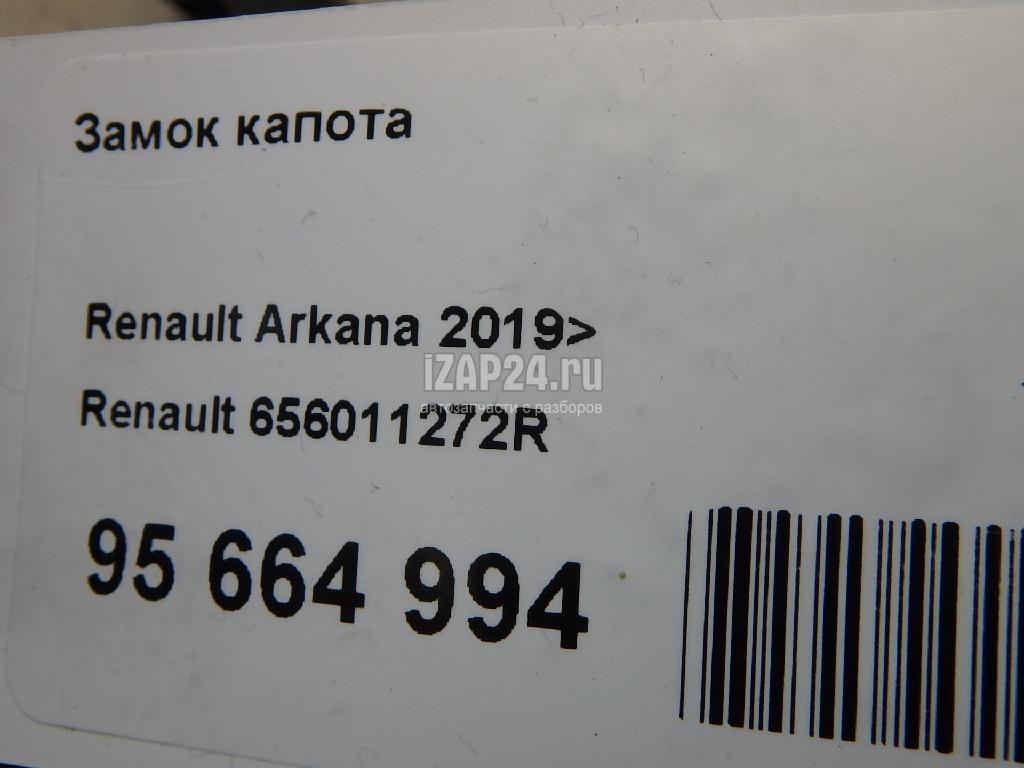 Замок капота
Renault Arkana 2019>
iZAP24.ru
автозапчасти с разборов
Renault 656011272R
95 664 994